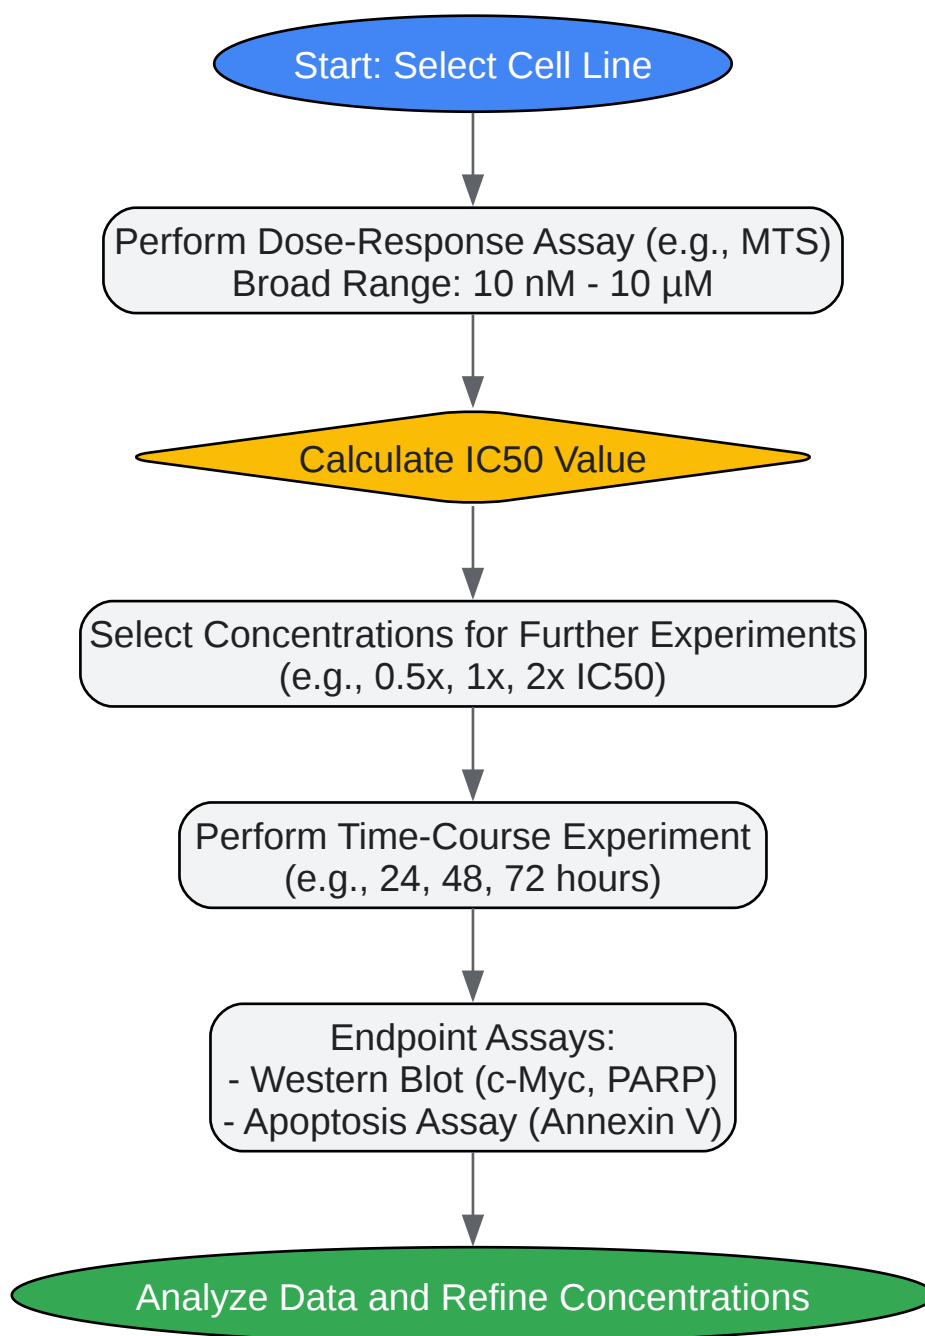 Start: Select Cell Line
Perform Dose-Response Assay (e.g., MTS)
Broad Range: 10 nM - 10 µM
Calculate IC50 Value
Select Concentrations for Further Experiments
(e.g., 0.5x, 1x, 2x IC50)
Perform Time-Course Experiment
(e.g., 24, 48, 72 hours)
Endpoint Assays:
- Western Blot (c-Myc, PARP)
- Apoptosis Assay (Annexin V)
Analyze Data and Refine Concentrations